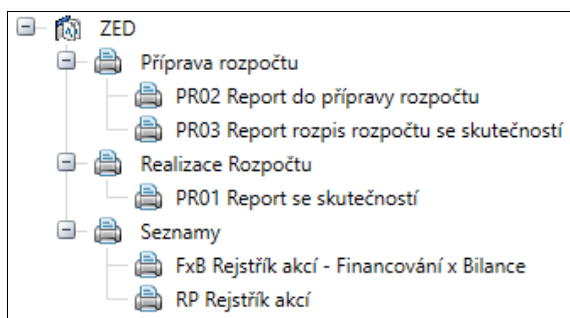 ZED
Příprava rozpočtu
PR02 Report do přípravy rozpočtu
PR03 Report rozpis rozpočtu se skutečností
Realizace Rozpočtu
PR01 Report se skutečností
Seznamy
FxB Rejstřík akcí - Financování x Bilance
RP Rejstřík akcí